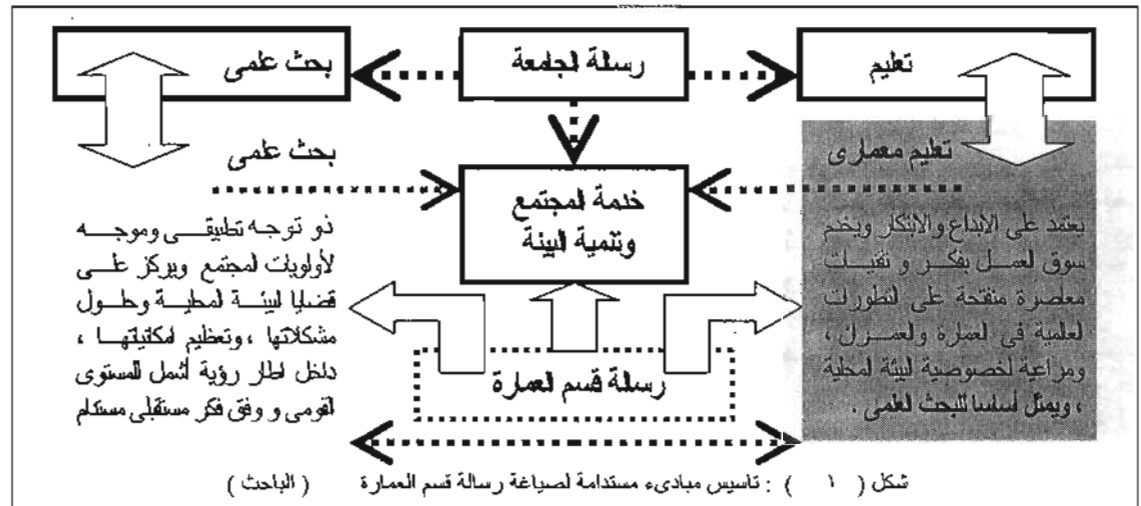 تعليم
رسالة الجامعة
بحث علمى
تعليم معمارى
يعتمد على الابداع والابتكار ويخدم
سوق العمل بفكر و تقنيات
معاصرة منفتحة على التطورات
العلمية فى العمارة والعمران ،
ومراعية لخصوصية البيئة المحلية
، ويمثل أساسا للبحث العلمى .
خدمة المجتمع
وتنمية البيئة
بحث علمى
ذو توجه تطبيقى وموجه
لأولويات المجتمع ويركز على
قضايا البيئة المحلية وحلول
مشكلاتها ، وتعظيم امكنياتها ،
داخل اطار رؤية أشمل للمستوى
القومى و وفق فكر مستقبلى مستدام
رسالة قسم العمارة
شكل ( ١ ) : تاسيس مبادىء مستدامة لصياغة رسالة قسم العمارة ( الباحث )